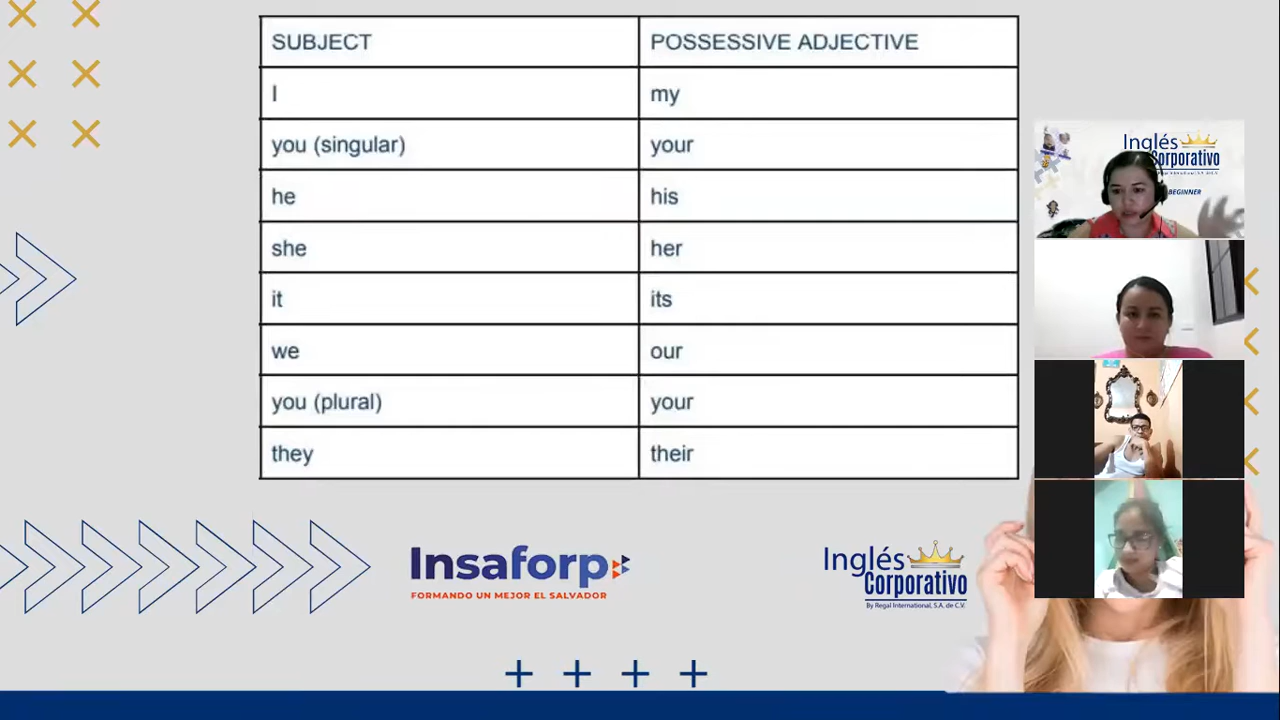 SUBJECT POSSESSIVE ADJECTIVE
I my
you (singular) your
he his
she her
it its
we our
you (plural) your
they their
Inglés
Corporativo
BEGINNER
Insaforp
FORMANDO UN MEJOR EL SALVADOR
Inglés
Corporativo
By Regal International, S.A. de C.V.